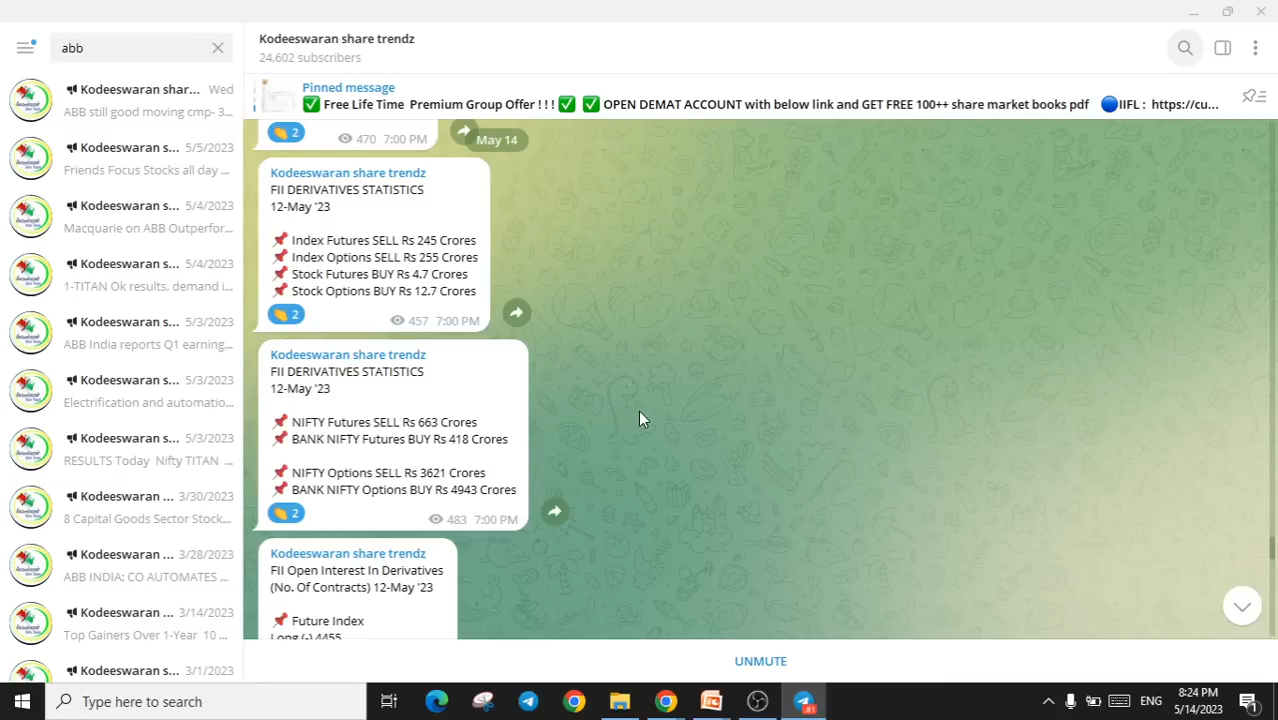 abb
Kodeeswaran share trendz
24,602 subscribers
Pinned message
✅ Free Life Time Premium Group Offer ! ! ! ✅ ✅ OPEN DEMAT ACCOUNT with below link and GET FREE 100++ share market books pdf 🔵IIFL : https://cu...
Kodeeswaran shar... Wed
ABB still good moving cmp- 3...
Kodeeswaran s... 5/5/2023
Friends Focus Stocks all day ...
Kodeeswaran s... 5/4/2023
Macquarie on ABB Outperfor...
Kodeeswaran s... 5/4/2023
1-TITAN Ok results, demand i...
Kodeeswaran s... 5/3/2023
ABB India reports Q1 earning...
Kodeeswaran s... 5/3/2023
Electrification and automatio...
Kodeeswaran s... 5/3/2023
RESULTS Today Nifty TITAN ...
Kodeeswaran ... 3/30/2023
8 Capital Goods Sector Stock...
Kodeeswaran ... 3/28/2023
ABB INDIA: CO AUTOMATES ...
Kodeeswaran ... 3/14/2023
Top Gainers Over 1-Year 10 ...
Kodeeswaran s... 3/1/2023
2 470 7:00 PM
May 14
Kodeeswaran share trendz
FII DERIVATIVES STATISTICS
12-May '23
📌 Index Futures SELL Rs 245 Crores
📌 Index Options SELL Rs 255 Crores
📌 Stock Futures BUY Rs 4.7 Crores
📌 Stock Options BUY Rs 12.7 Crores
2 457 7:00 PM
Kodeeswaran share trendz
FII DERIVATIVES STATISTICS
12-May '23
📌 NIFTY Futures SELL Rs 663 Crores
📌 BANK NIFTY Futures BUY Rs 418 Crores
📌 NIFTY Options SELL Rs 3621 Crores
📌 BANK NIFTY Options BUY Rs 4943 Crores
2 483 7:00 PM
Kodeeswaran share trendz
FII Open Interest In Derivatives
(No. Of Contracts) 12-May '23
📌 Future Index
Long (-) 4455
UNMUTE
Type here to search
81
ENG
8:24 PM
5/14/2023
1